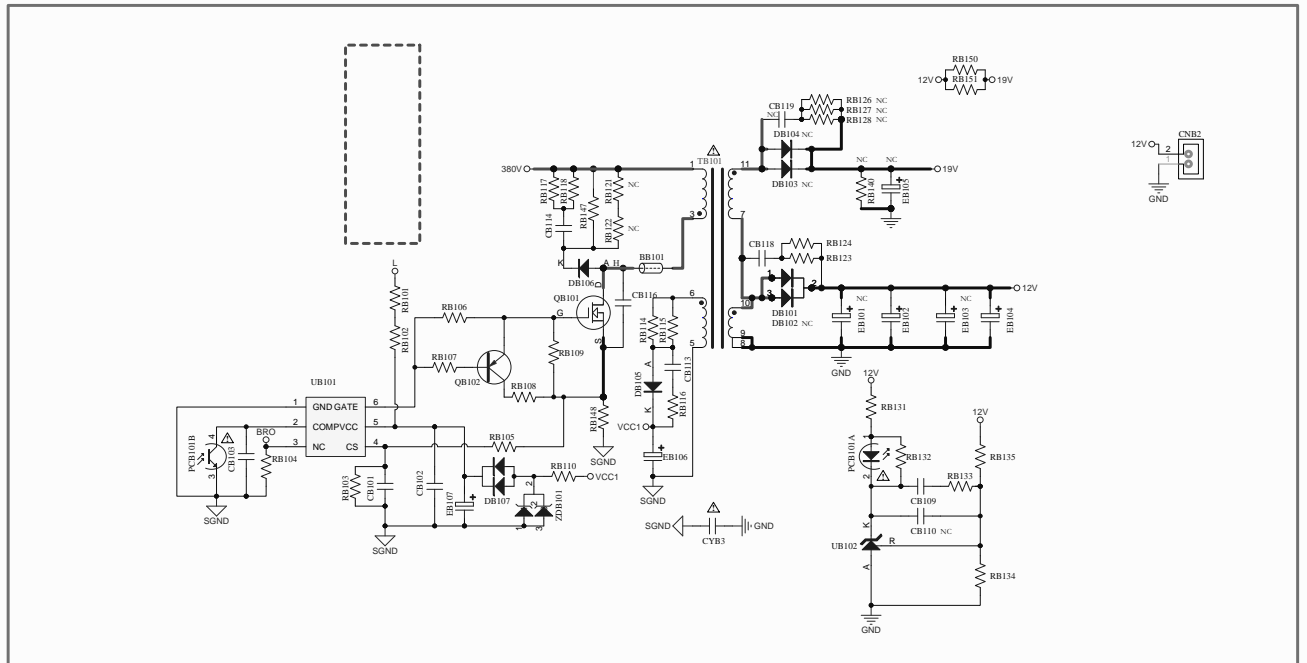 RB150
12V
RB151
19V
RB126 NC
CB119
NC
RB127 NC
RB128 NC
DB104 NC
CNB2
12V
2
1
GND
TB101
380V
1
11
19V
DB103 NC
NC
NC
RB117
RB118
RB147
RB121
NC
RB122
NC
CB114
3
7
RB140
EB105
K
DB106
A
H
BB101
CB118
RB124
RB123
L
D
QB101
G
S
CB116
6
10
1
3
2
12V
DB101
DB102 NC
NC
NC
EB101
EB102
EB103
EB104
RB101
RB102
RB106
RB107
QB102
RB109
RB108
RB114
RB115
5
9
8
GND
A
DB105
K
CB113
RB116
12V
RB131
12V
UB101
1
GND
GATE
6
2
COMP
VCC
5
3
NC
CS
4
RB148
SGND
VCC1
EB106
SGND
BRO
PCB101B
4
3
CB103
RB104
SGND
RB105
RB103
CB101
CB102
EB107
DB107
RB110
VCC1
2
2
1
3
ZDB101
SGND
SGND
CYB3
GND
PCB101A
1
2
RB132
RB133
RB135
CB109
CB110 NC
K
UB102
R
A
RB134
GND